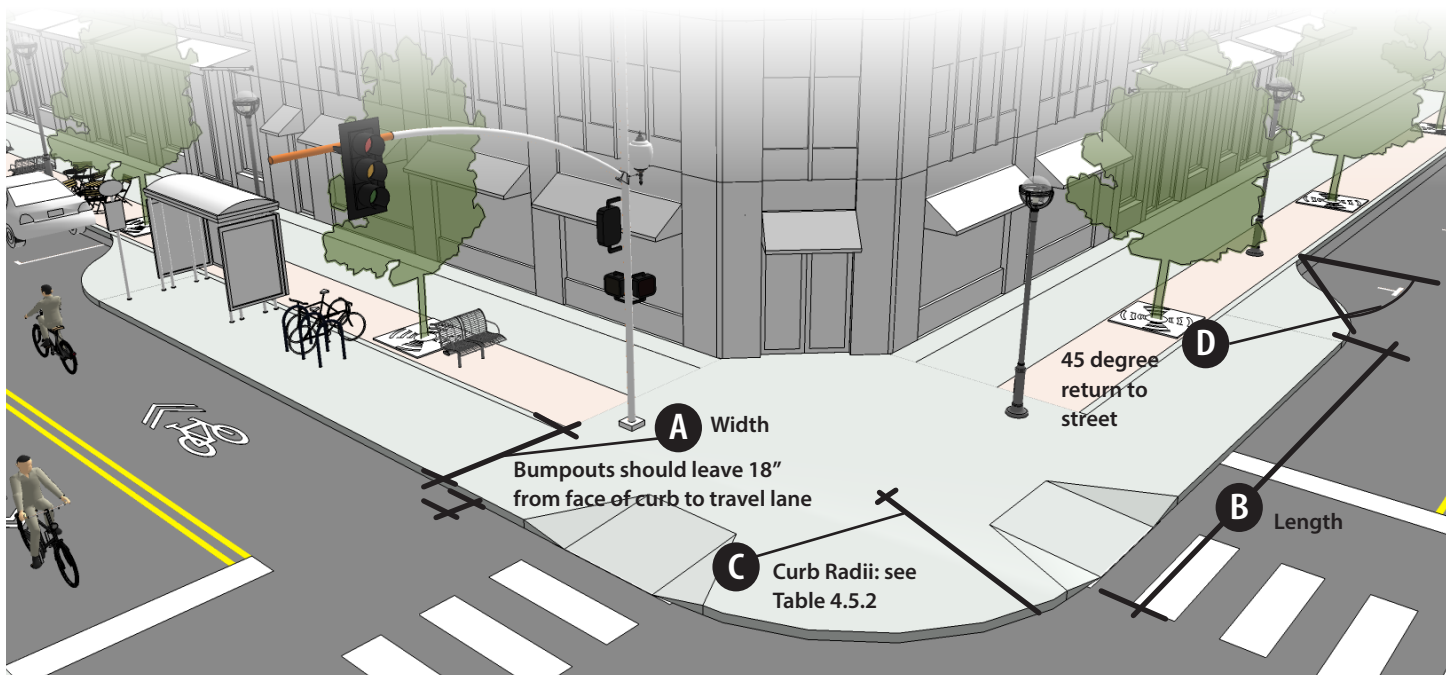 A Width
Bumpouts should leave 18”
from face of curb to travel lane
D
45 degree
return to
street
B Length
C Curb Radii: see
Table 4.5.2